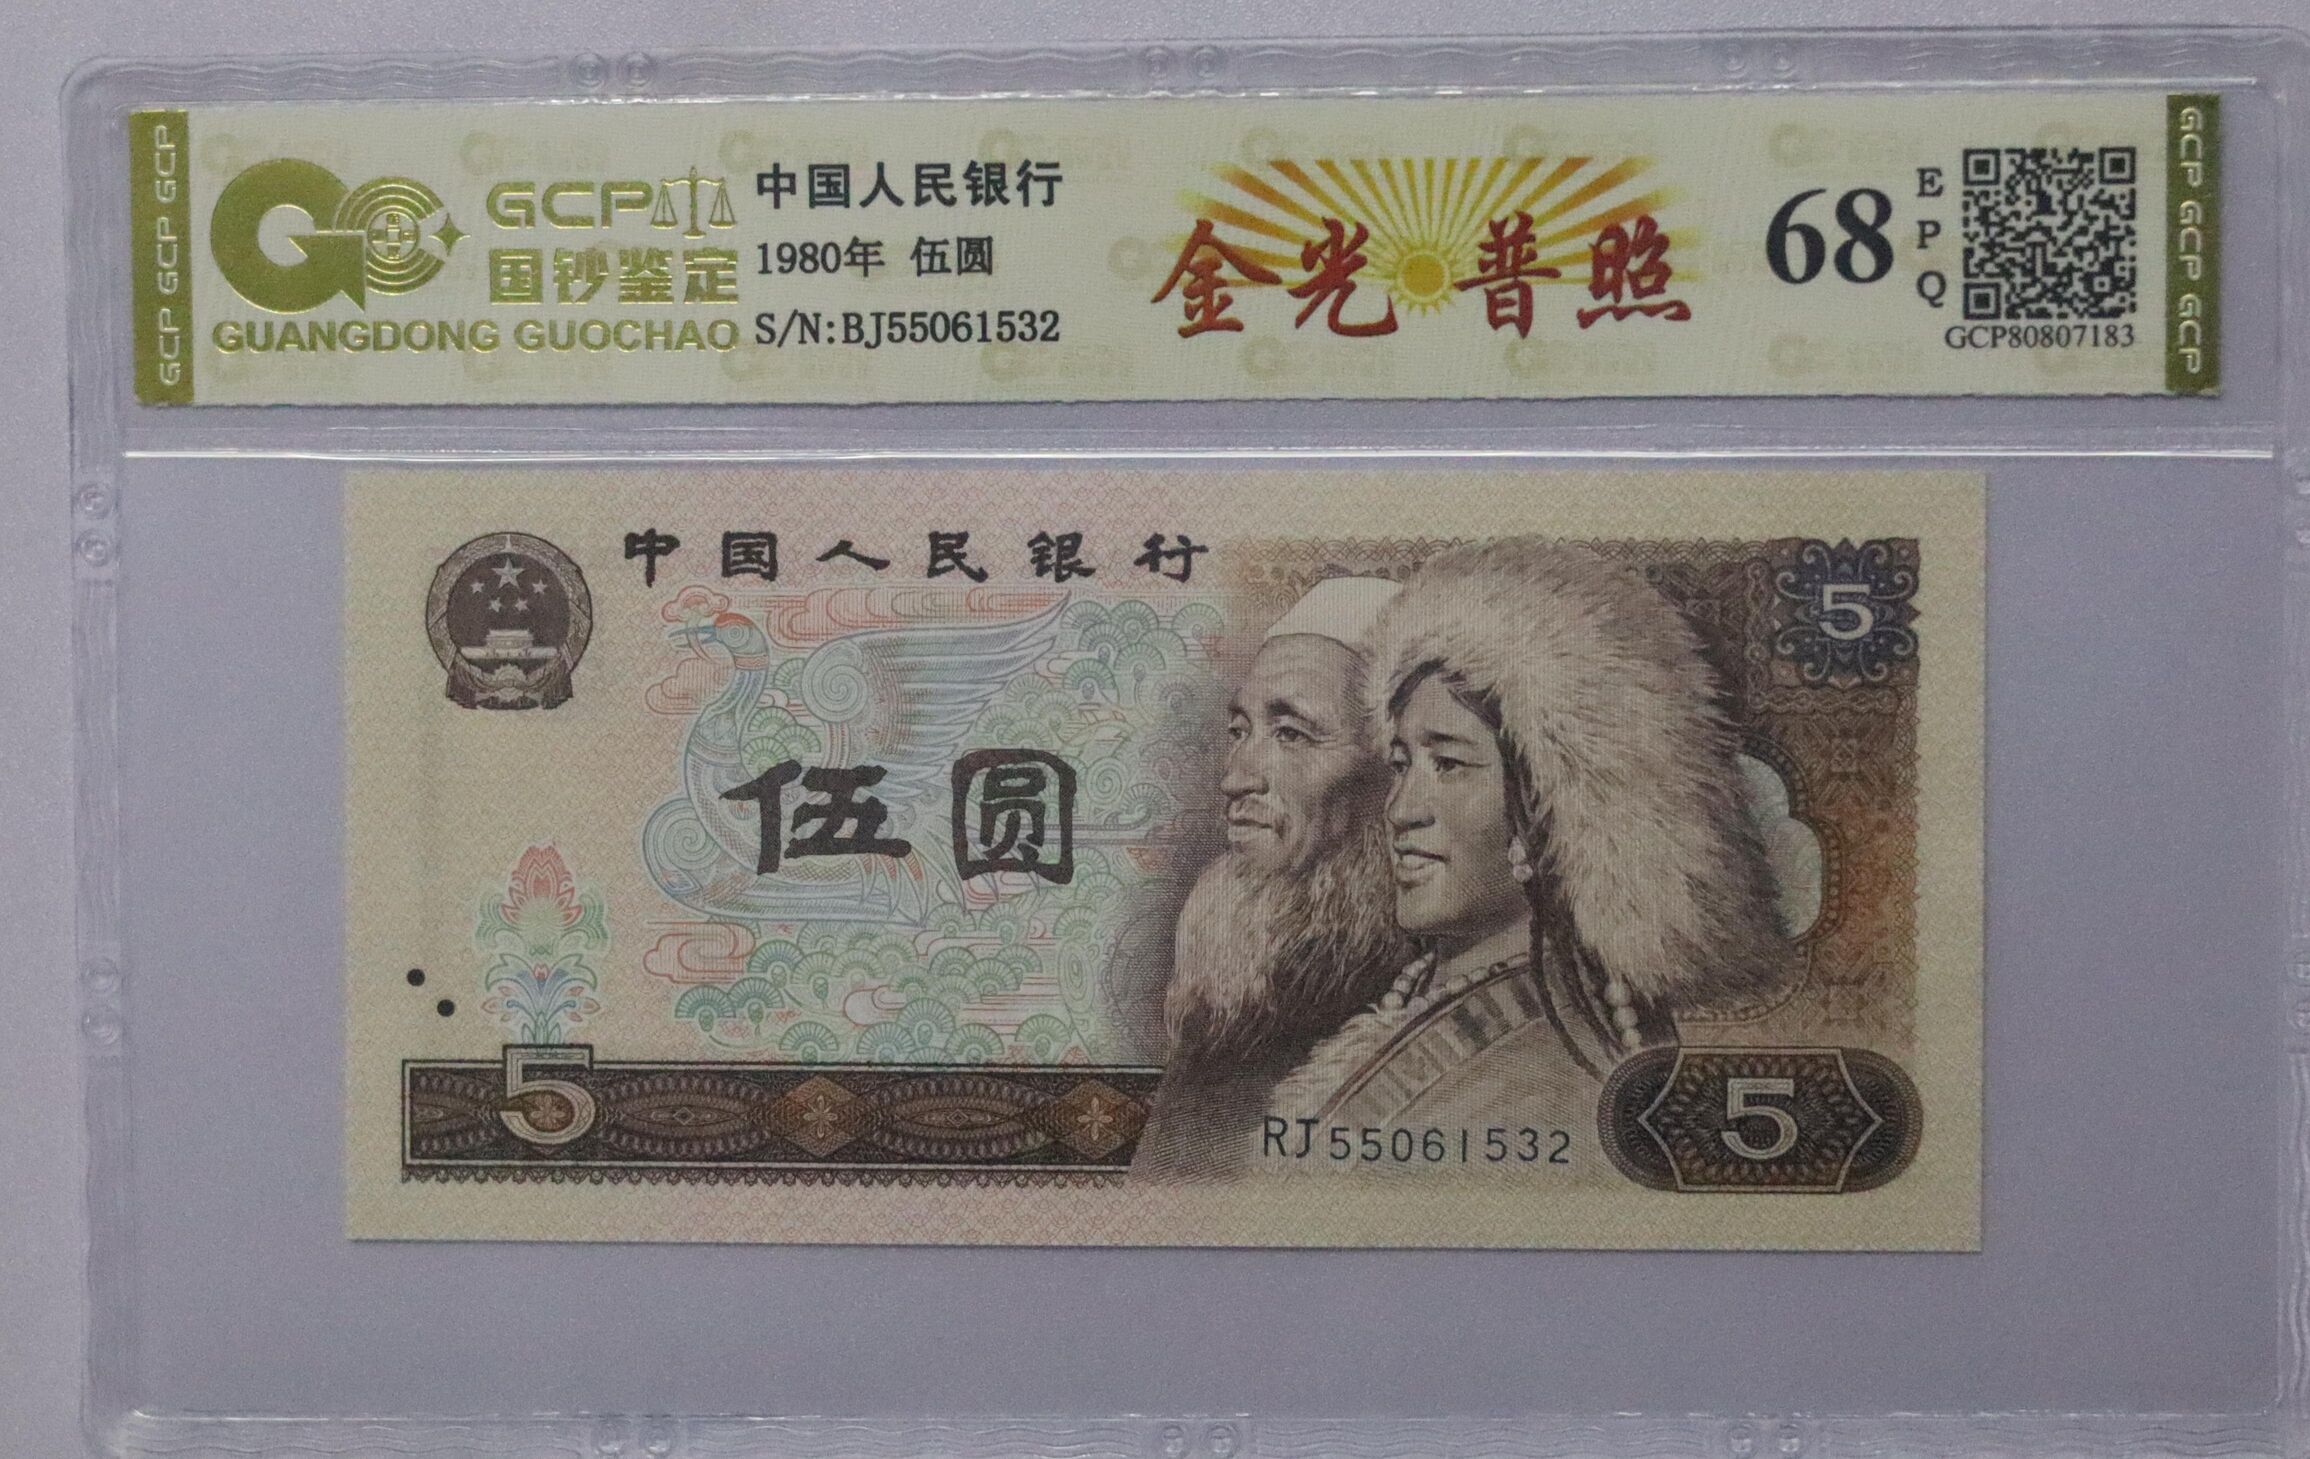 GCP GCP GCP
GCP
国钞鉴定
GUANGDONG GUOCHAO
中国人民银行
1980年 伍圆
S/N:BJ55061532
金光普照
68
EPQ
GCP80807183
GCP GCP GCP
中国人民银行
5
伍圆
5
RJ55061532
5